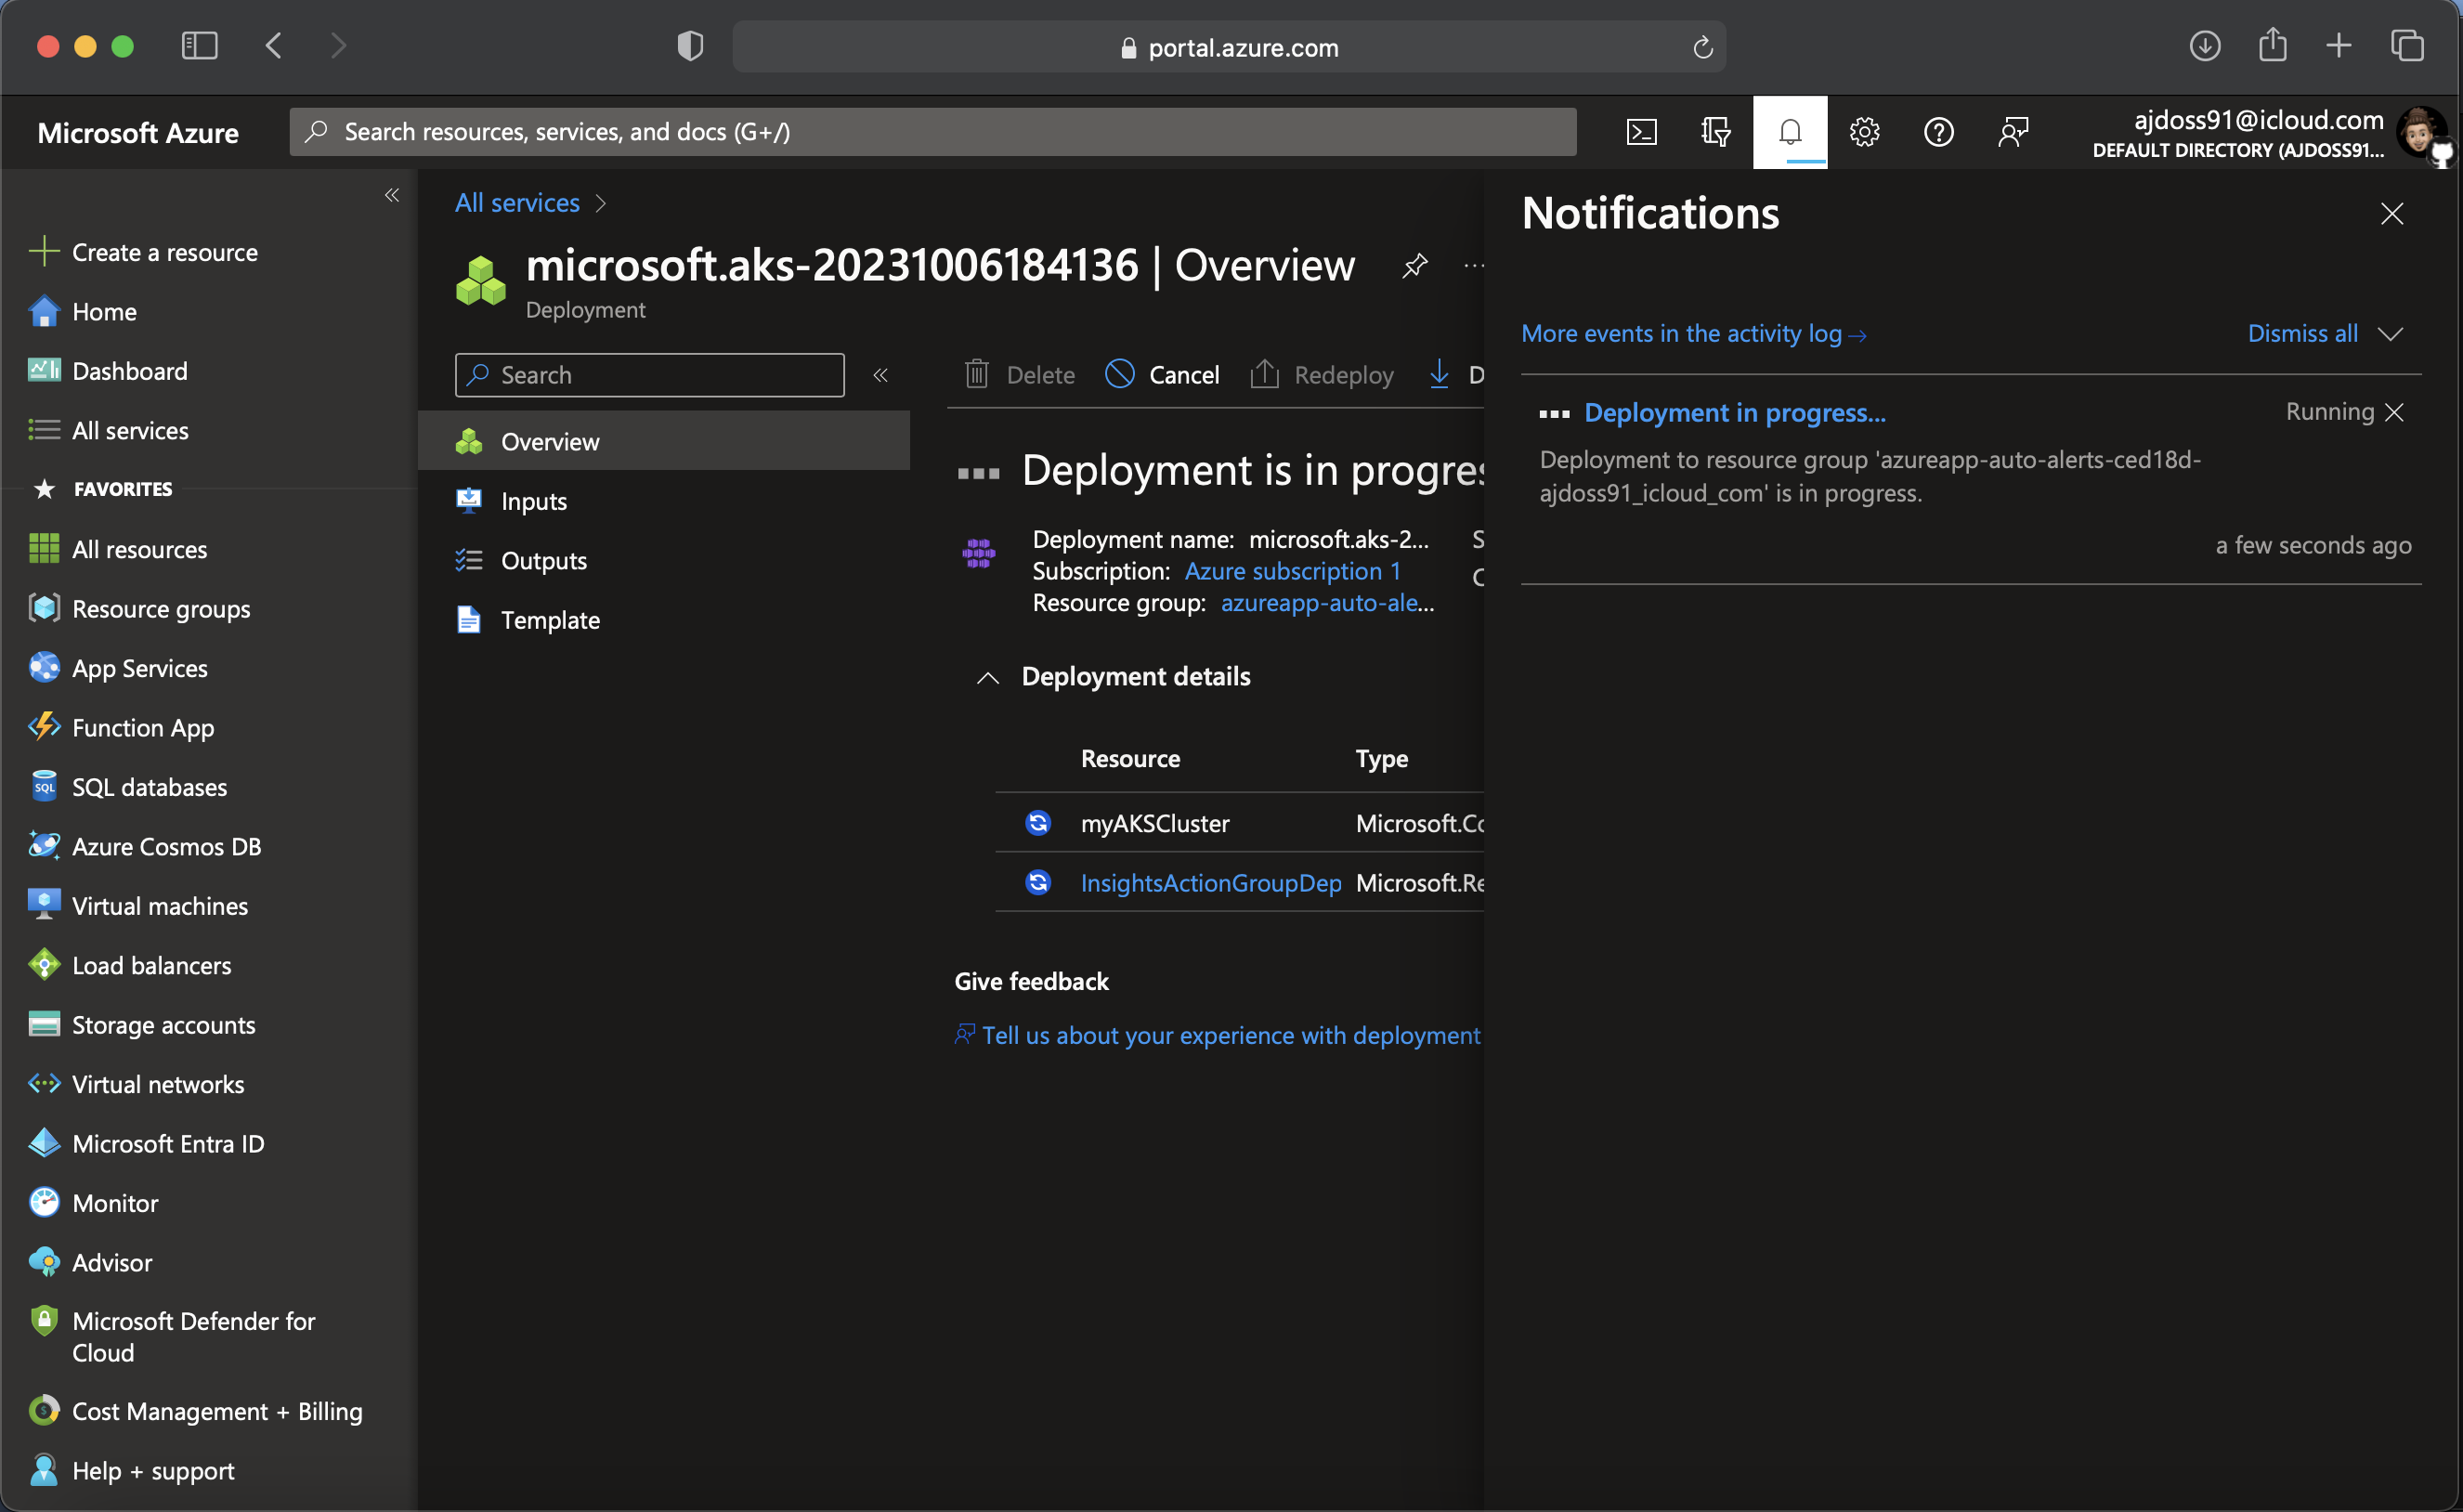 portal.azure.com
Microsoft Azure
Search resources, services, and docs (G+/)
ajdoss91@icloud.com
DEFAULT DIRECTORY (AJDOSS91...
Create a resource
Home
Dashboard
All services
FAVORITES
All resources
Resource groups
App Services
Function App
SQL databases
Azure Cosmos DB
Virtual machines
Load balancers
Storage accounts
Virtual networks
Microsoft Entra ID
Monitor
Advisor
Microsoft Defender for
Cloud
Cost Management + Billing
Help + support
All services
microsoft.aks-20231006184136 | Overview
Deployment
Search
Overview
Inputs
Outputs
Template
Delete Cancel Redeploy D
Deployment is in progres
Deployment name: microsoft.aks-2... S
Subscription: Azure subscription 1 C
Resource group: azureapp-auto-ale...
Deployment details
Resource Type
myAKSCluster Microsoft.Co
InsightsActionGroupDep Microsoft.Re
Give feedback
Tell us about your experience with deployment
Notifications
More events in the activity log→ Dismiss all
Deployment in progress... Running
Deployment to resource group 'azureapp-auto-alerts-ced18d-
ajdoss91_icloud_com' is in progress.
a few seconds ago